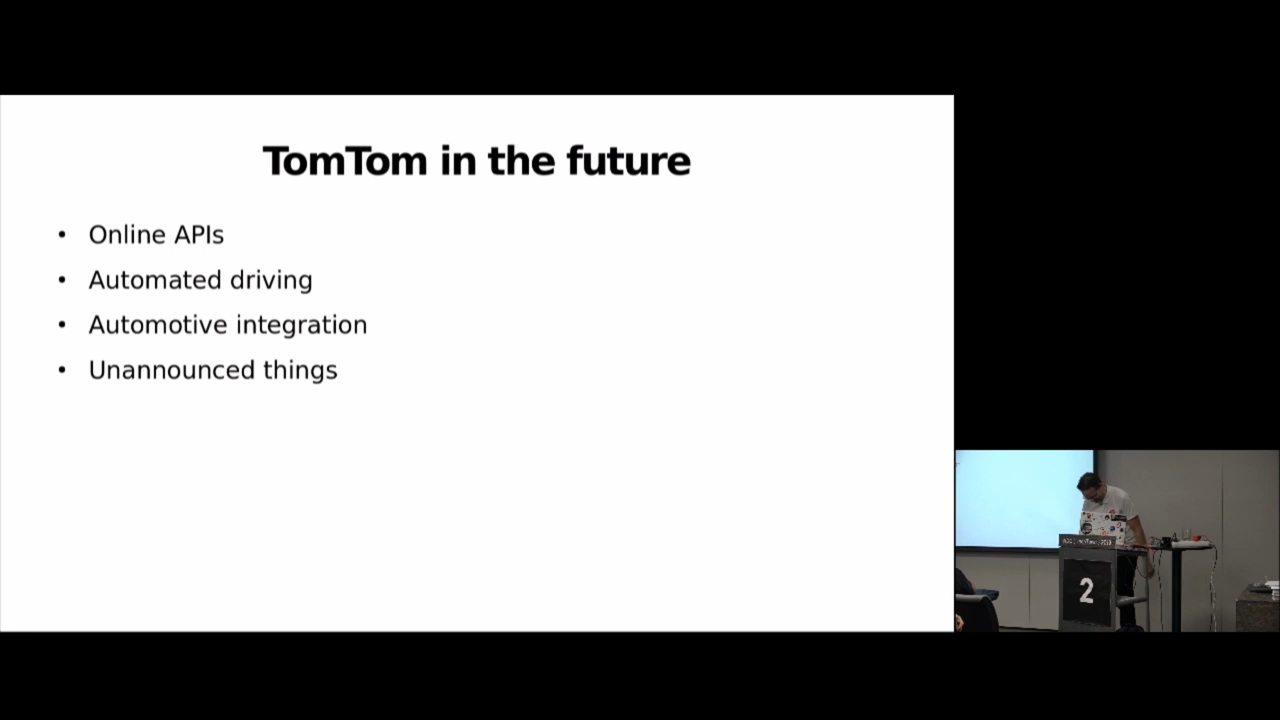 TomTom in the future
• Online APIs
• Automated driving
• Automotive integration
• Unannounced things
2